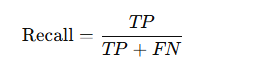 Recall = TP / TP + FN